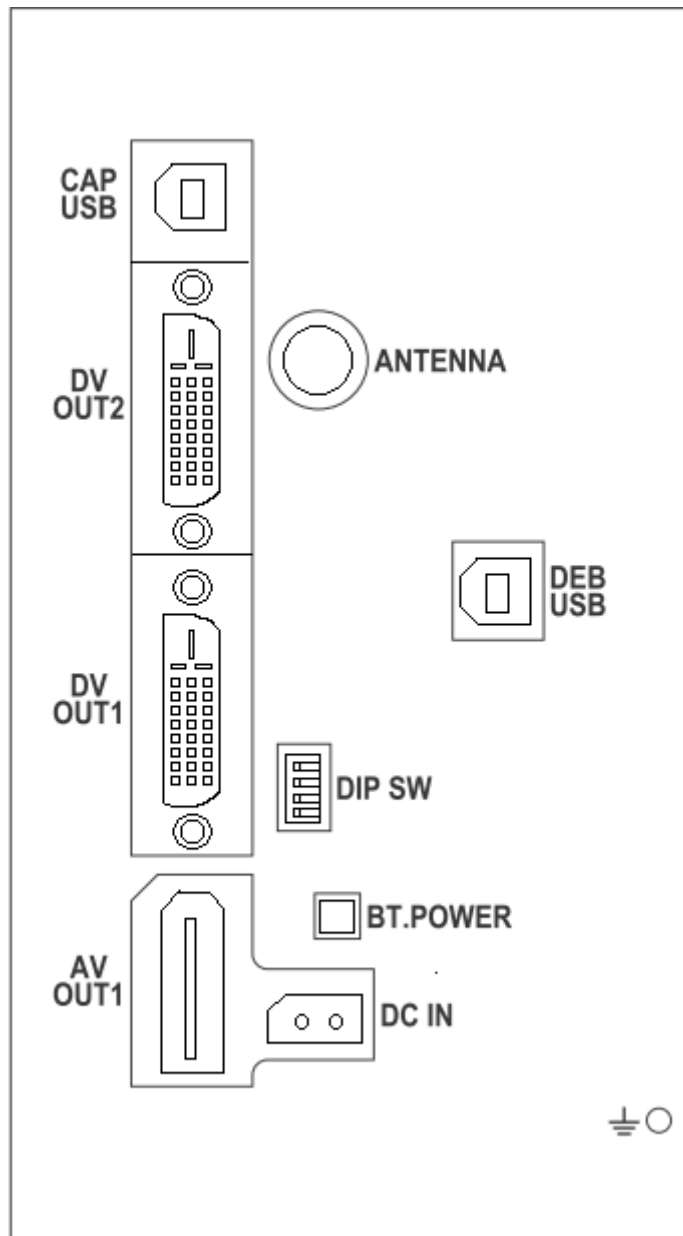 CAP
USB
ANTENNA
DV
OUT2
DEB
USB
DV
OUT1
DIP SW
BT.POWER
AV
OUT1
DC IN